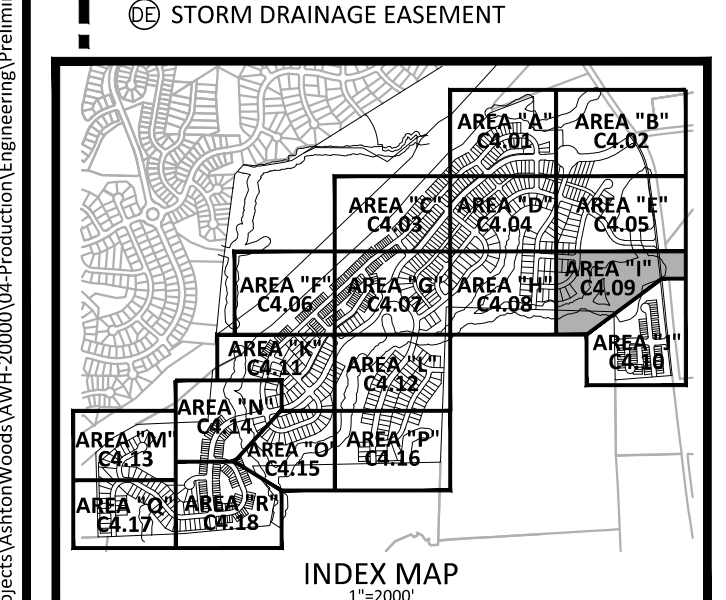 DE STORM DRAINAGE EASEMENT
AREA "A"
C4.01
AREA "B"
C4.02
AREA "C"
C4.03
AREA "D"
C4.04
AREA "E"
C4.05
AREA "F"
C4.06
AREA "G"
C4.07
AREA "H"
C4.08
AREA "I"
C4.09
AREA "J"
C4.10
AREA "K"
C4.11
AREA "L"
C4.12
AREA "M"
C4.13
AREA "N"
C4.14
AREA "O"
C4.15
AREA "P"
C4.16
AREA "Q"
C4.17
AREA "R"
C4.18
INDEX MAP
1"=2000'
ojects\AshtonWoods\AWH-20000\04-Production\Engineering\Prelimi